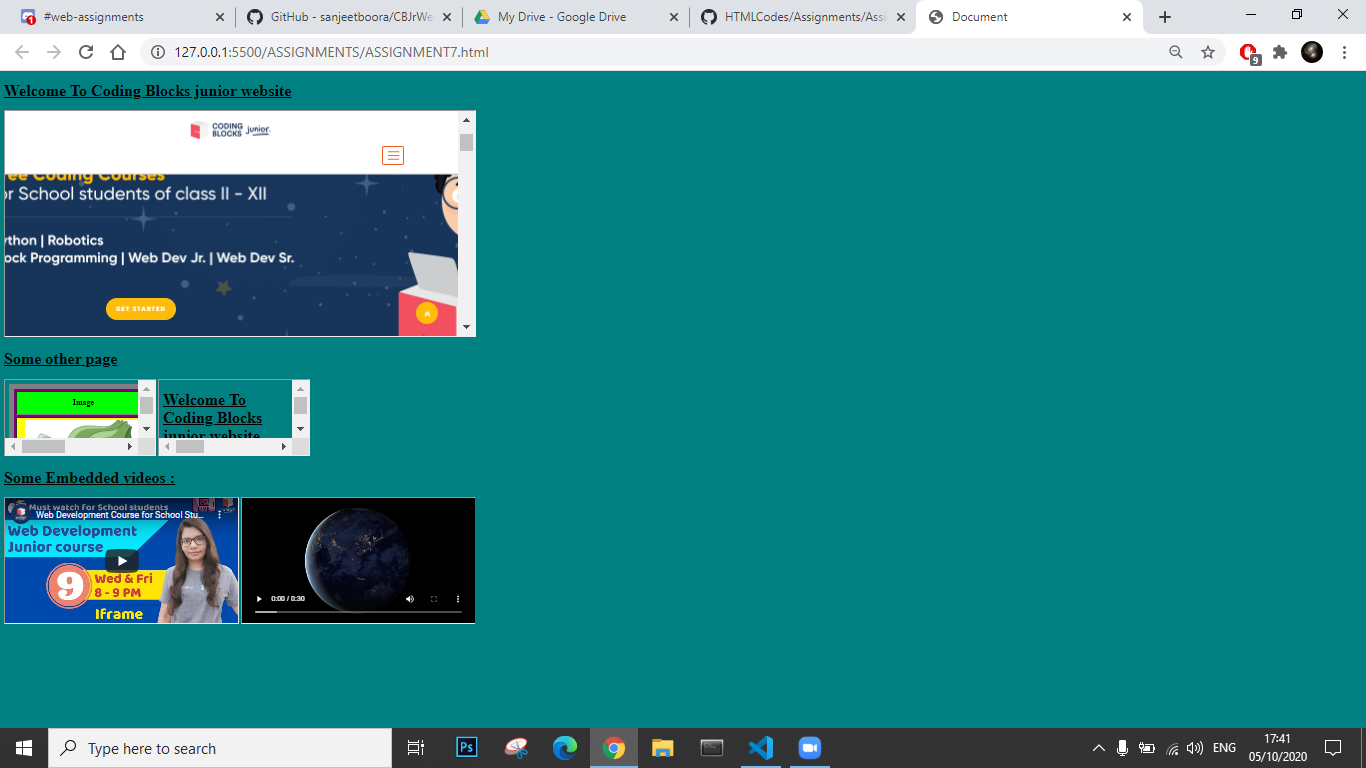 #web-assignments
GitHub - sanjeetboora/CBJrWe
My Drive - Google Drive
HTMLCodes/Assignments/Assi
Document
127.0.0.1:5500/ASSIGNMENTS/ASSIGNMENT7.html
9
Welcome To Coding Blocks junior website
CODING
BLOCKS junior.
ee Coding Courses
or School students of class II - XII
ython | Robotics
ock Programming | Web Dev Jr. | Web Dev Sr.
GET STARTED
Some other page
Image
Welcome To
Coding Blocks
junior website
Some Embedded videos :
Must watch for School students
Web Development Course for School Stu...
Web Development
Junior course
9
Wed & Fri
8 - 9 PM
Iframe
0:00 / 0:30
Type here to search
Ps
ENG
17:41
05/10/2020